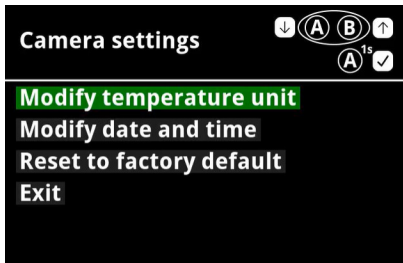 Camera settings
↓ A B ↑
A 1s ✓
Modify temperature unit
Modify date and time
Reset to factory default
Exit